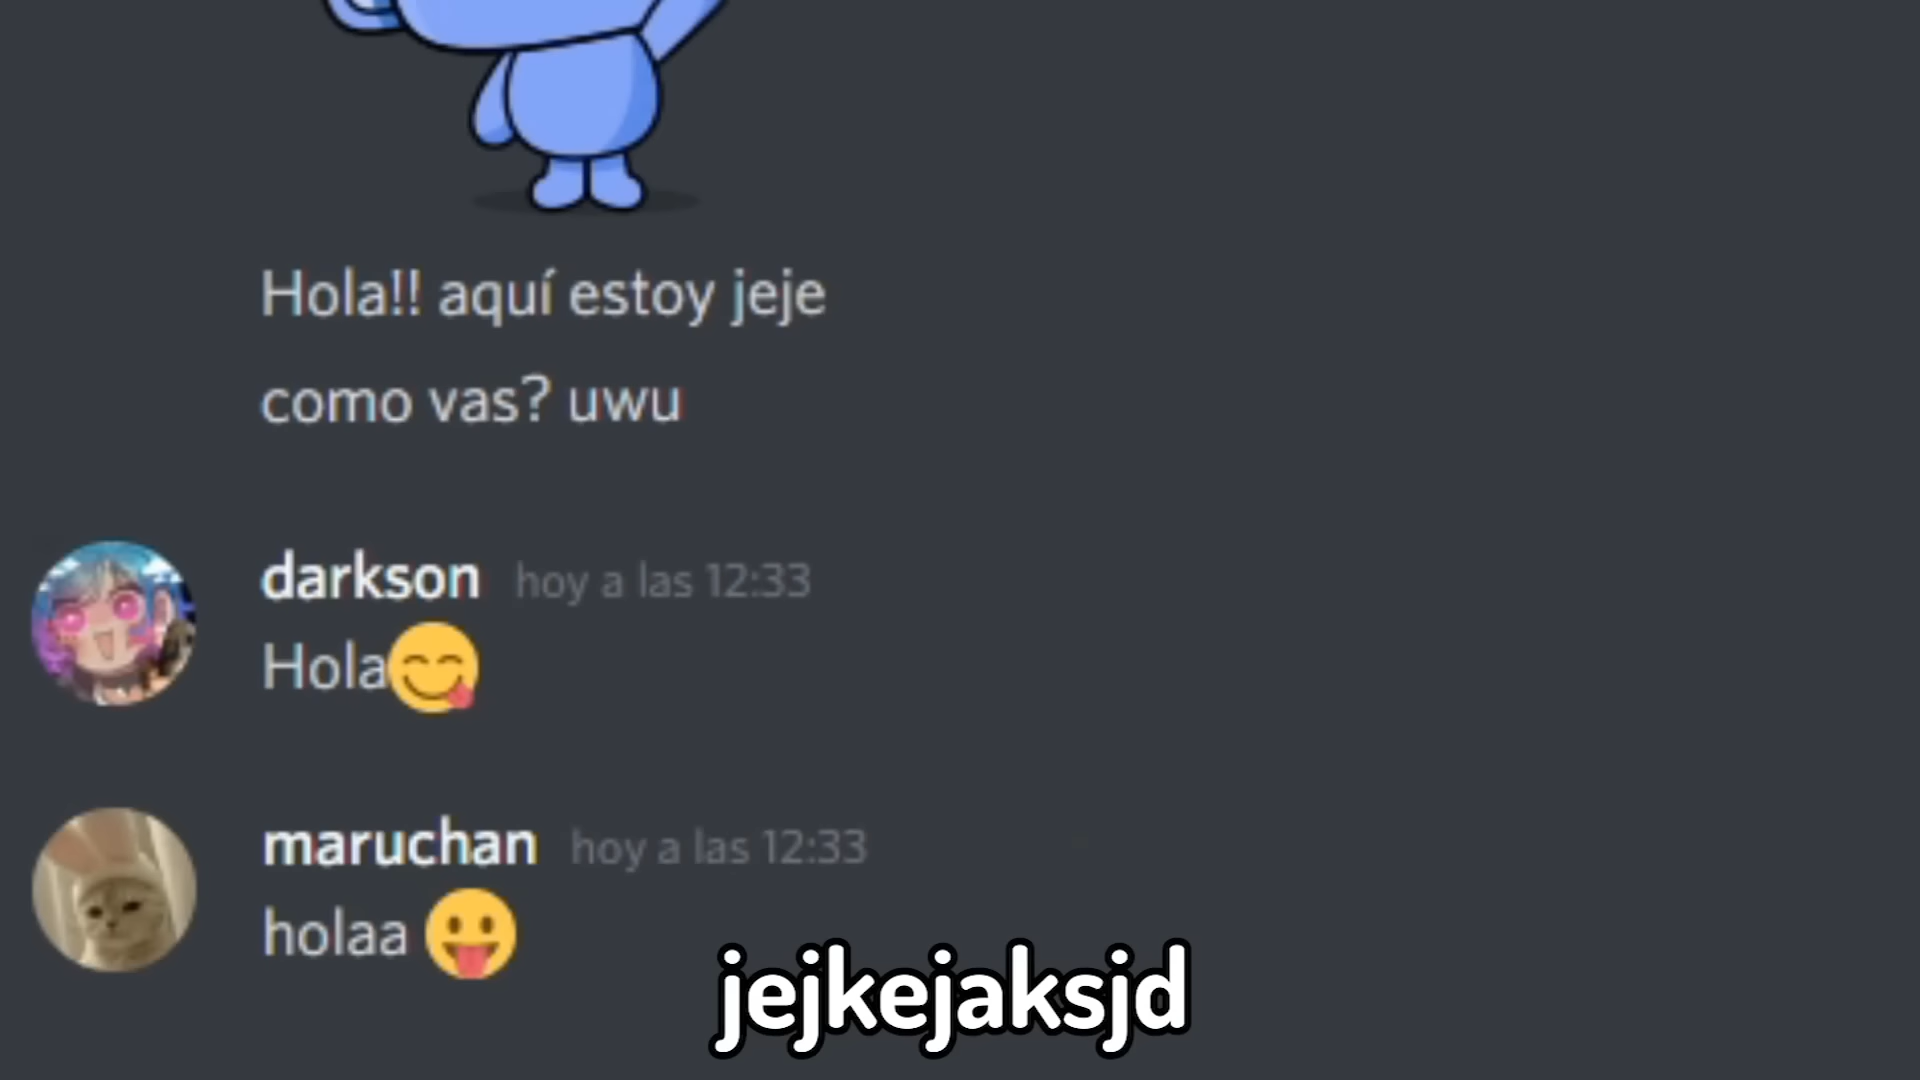 Hola!! aquí estoy jeje
como vas? uwu
darkson hoy a las 12:33
Hola😋
maruchan hoy a las 12:33
holaa 😛
jejkejaksjd